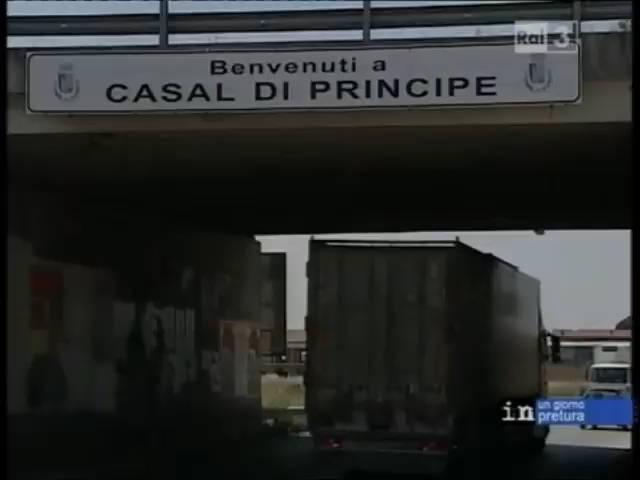 Rai 3
Benvenuti a
CASAL DI PRINCIPE
in un giorno
pretura